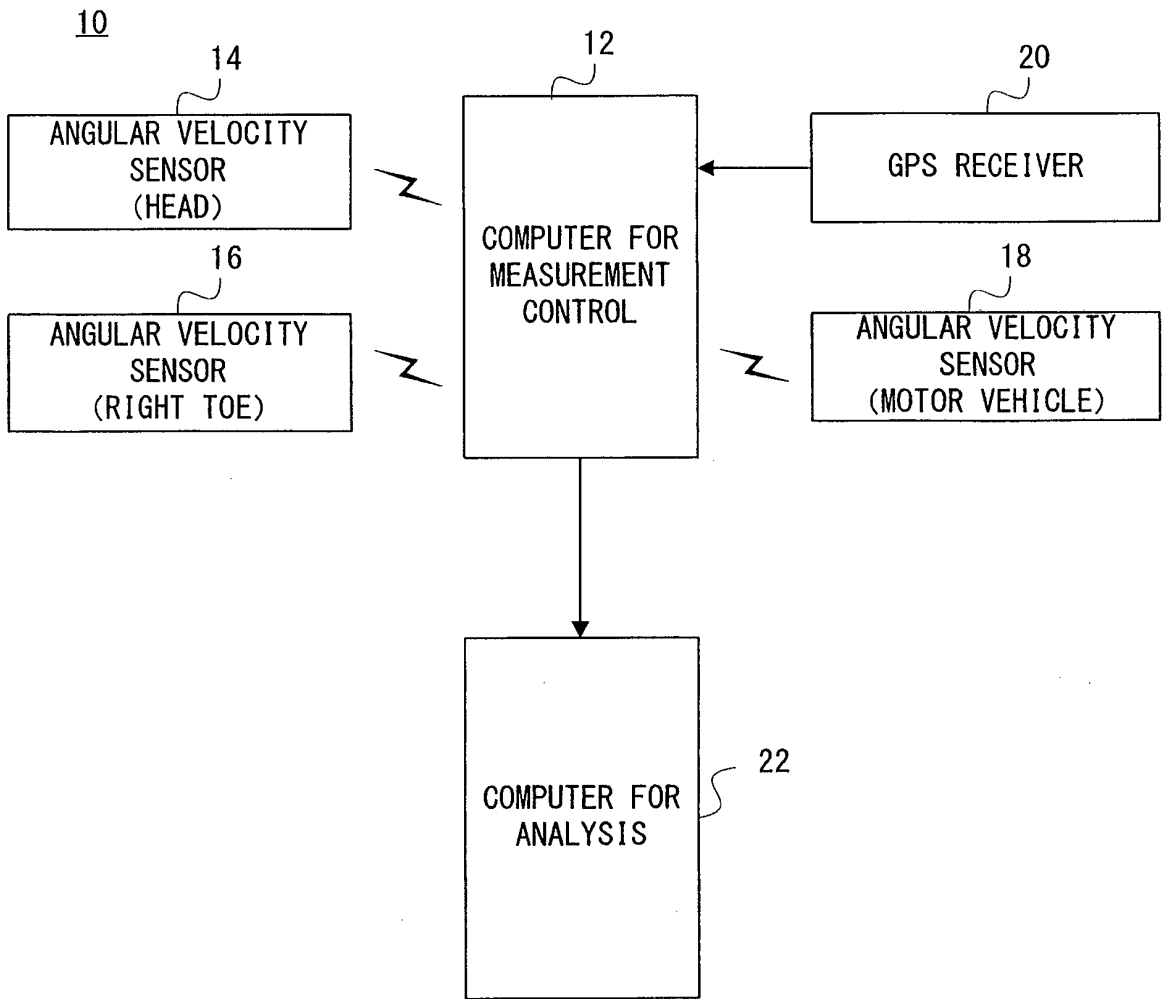 10
14
ANGULAR VELOCITY
SENSOR
(HEAD)
16
ANGULAR VELOCITY
SENSOR
(RIGHT TOE)
12
COMPUTER FOR
MEASUREMENT
CONTROL
20
GPS RECEIVER
18
ANGULAR VELOCITY
SENSOR
(MOTOR VEHICLE)
22
COMPUTER FOR
ANALYSIS